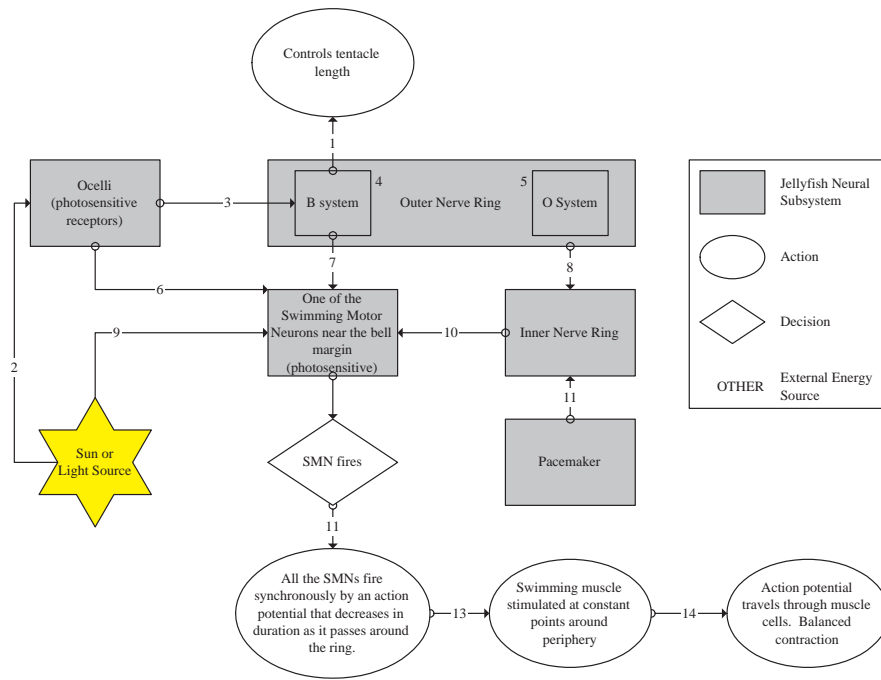 Controls tentacle
length
1
Ocelli
(photosensitive
receptors)
3
B system
4
Outer Nerve Ring
5
O System
Jellyfish Neural
Subsystem
Action
Decision
OTHER
External Energy
Source
7
8
6
One of the
Swimming Motor
Neurons near the bell
margin
(photosensitive)
10
Inner Nerve Ring
9
2
11
Pacemaker
Sun or
Light Source
SMN fires
11
All the SMNs fire
synchronously by an action
potential that decreases in
duration as it passes around
the ring.
13
Swimming muscle
stimulated at constant
points around
periphery
14
Action potential
travels through muscle
cells.  Balanced
contraction